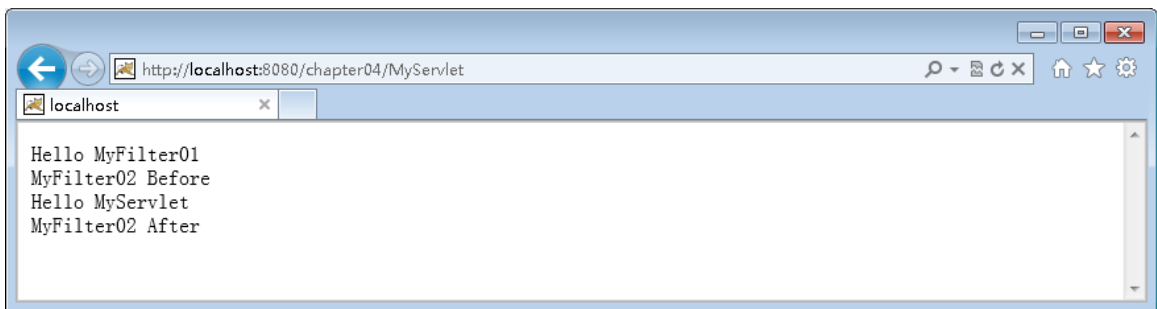 http://localhost:8080/chapter04/MyServlet
localhost
Hello MyFilter01
MyFilter02 Before
Hello MyServlet
MyFilter02 After